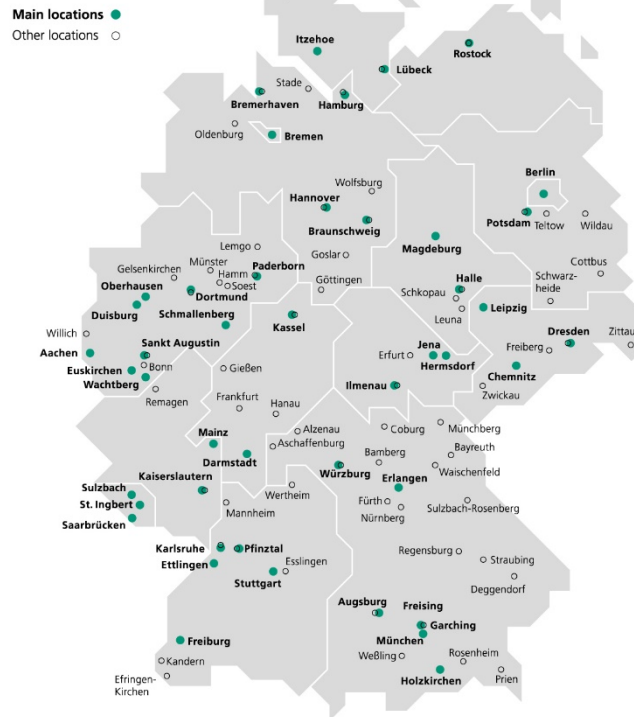 Main locations
Other locations
Itzehoe
Rostock
Lübeck
Stade
Bremerhaven
Hamburg
Oldenburg
Bremen
Berlin
Wolfsburg
Hannover
Potsdam
Teltow
Wildau
Braunschweig
Magdeburg
Lemgo
Goslar
Münster
Gelsenkirchen
Hamm
Paderborn
Cottbus
Göttingen
Halle
Soest
Oberhausen
Dortmund
Schkopau
Schwarz-
heide
Duisburg
Leipzig
Leuna
Schmallenberg
Kassel
Willich
Dresden
Zittau
Sankt Augustin
Jena
Aachen
Erfurt
Freiberg
Bonn
Hermsdorf
Euskirchen
Gießen
Chemnitz
Wachtberg
Ilmenau
Zwickau
Remagen
Frankfurt
Hanau
Alzenau
Coburg
Münchberg
Mainz
Aschaffenburg
Bayreuth
Darmstadt
Bamberg
Würzburg
Waischenfeld
Kaiserslautern
Erlangen
Sulzbach
Wertheim
St. Ingbert
Mannheim
Fürth
Sulzbach-Rosenberg
Nürnberg
Saarbrücken
Karlsruhe
Pfinztal
Regensburg
Straubing
Ettlingen
Esslingen
Stuttgart
Deggendorf
Augsburg
Freising
Garching
Freiburg
München
Weßling
Rosenheim
Kandern
Holzkirchen
Prien
Efringen-
Kirchen